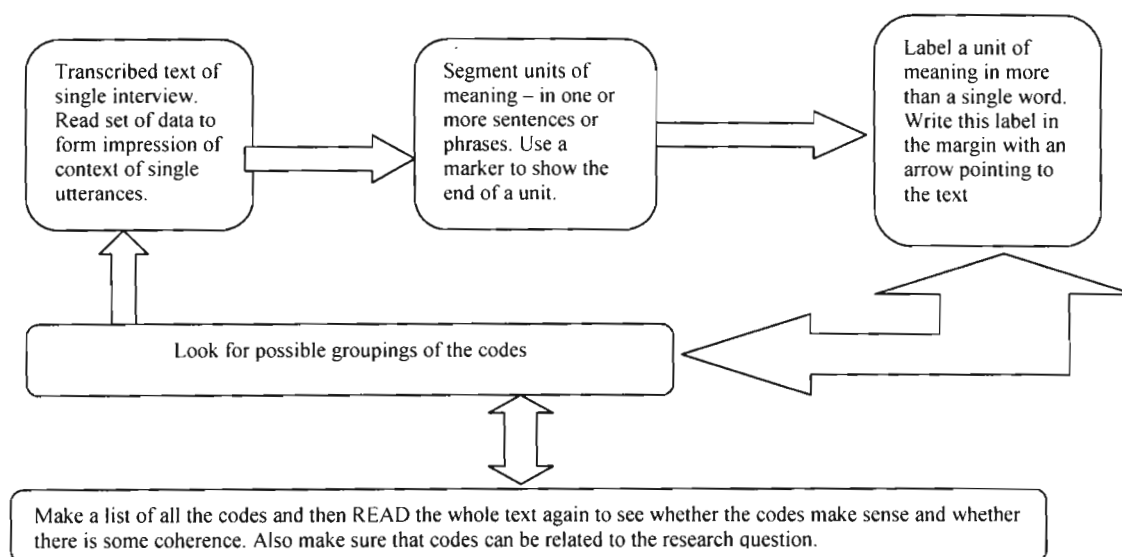 Transcribed text of
single interview.
Read set of data to
form impression of
context of single
utterances.
Segment units of
meaning – in one or
more sentences or
phrases. Use a
marker to show the
end of a unit.
Label a unit of
meaning in more
than a single word.
Write this label in
the margin with an
arrow pointing to
the text
Look for possible groupings of the codes
Make a list of all the codes and then READ the whole text again to see whether the codes make sense and whether
there is some coherence. Also make sure that codes can be related to the research question.